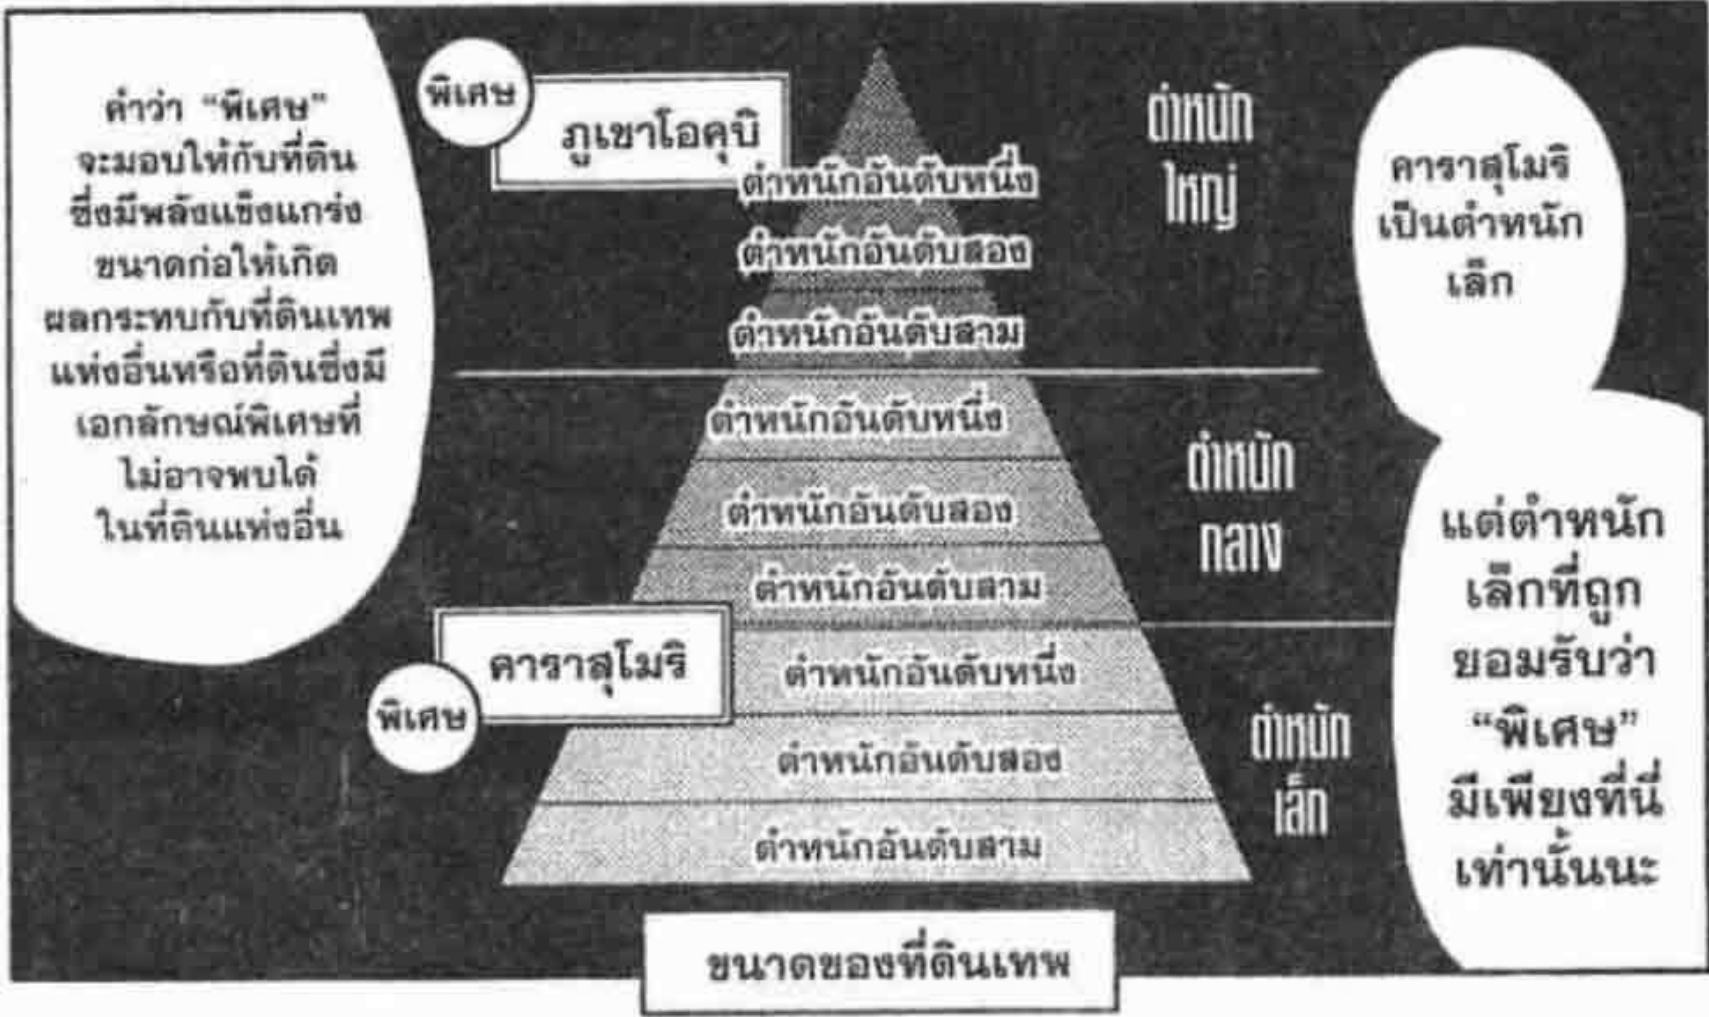 คาราสุโมริ
เป็นตำหนัก
เล็ก
แต่ตำหนัก
เล็กที่ถูก
ยอมรับว่า
“พิเศษ”
มีเพียงที่นี่
เท่านั้นนะ
ตำหนัก
ใหญ่
ตำหนัก
กลาง
ตำหนัก
เล็ก
พิเศษ
ภูเขาโอคุบิ
ตำหนักอันดับหนึ่ง
ตำหนักอันดับสอง
ตำหนักอันดับสาม
ตำหนักอันดับหนึ่ง
ตำหนักอันดับสอง
ตำหนักอันดับสาม
คาราสุโมริ
พิเศษ
ตำหนักอันดับหนึ่ง
ตำหนักอันดับสอง
ตำหนักอันดับสาม
ขนาดของที่ดินเทพ
คำว่า “พิเศษ”
จะมอบให้กับที่ดิน
ซึ่งมีพลังแข็งแกร่ง
ขนาดก่อให้เกิด
ผลกระทบกับที่ดินเทพ
แห่งอื่นหรือที่ดินซึ่งมี
เอกลักษณ์พิเศษที่
ไม่อาจพบได้
ในที่ดินแห่งอื่น